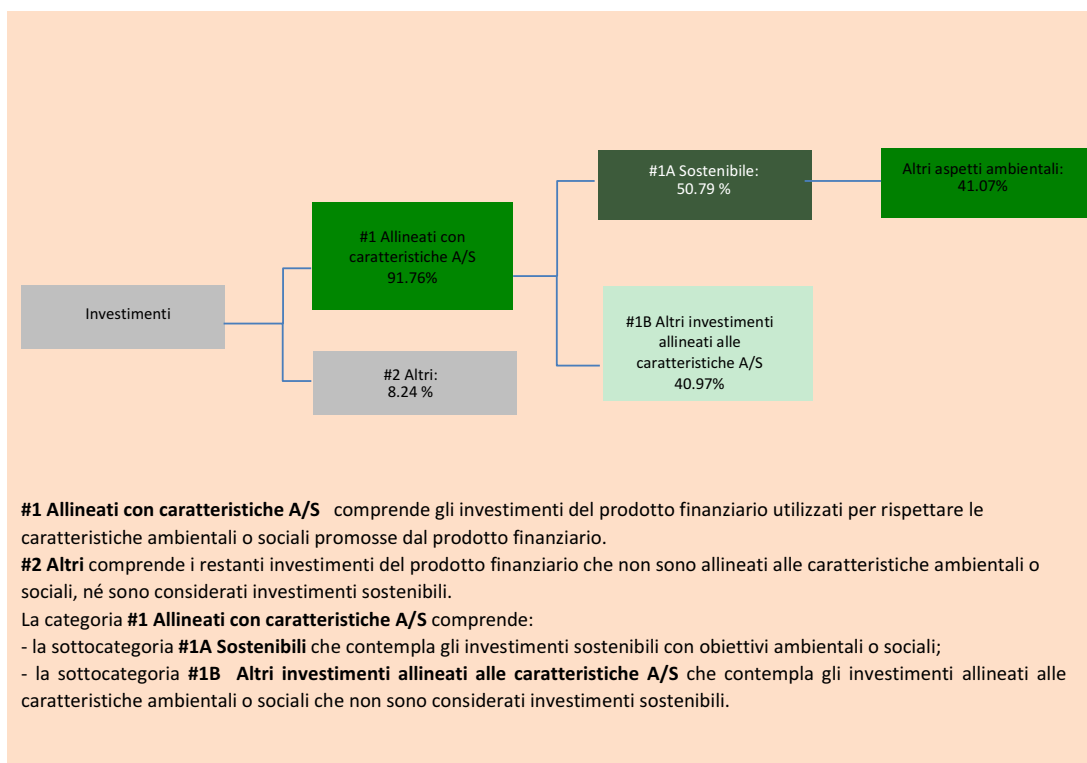 #1A Sostenibile:
50.79 %
Altri aspetti ambientali:
41.07%
#1 Allineati con
caratteristiche A/S
91.76%
Investimenti
#1B Altri investimenti
allineati alle
caratteristiche A/S
40.97%
#2 Altri:
8.24 %
#1 Allineati con caratteristiche A/S comprende gli investimenti del prodotto finanziario utilizzati per rispettare le
caratteristiche ambientali o sociali promosse dal prodotto finanziario.
#2 Altri comprende i restanti investimenti del prodotto finanziario che non sono allineati alle caratteristiche ambientali o
sociali, né sono considerati investimenti sostenibili.
La categoria #1 Allineati con caratteristiche A/S comprende:
- la sottocategoria #1A Sostenibili che contempla gli investimenti sostenibili con obiettivi ambientali o sociali;
- la sottocategoria #1B Altri investimenti allineati alle caratteristiche A/S che contempla gli investimenti allineati alle
caratteristiche ambientali o sociali che non sono considerati investimenti sostenibili.